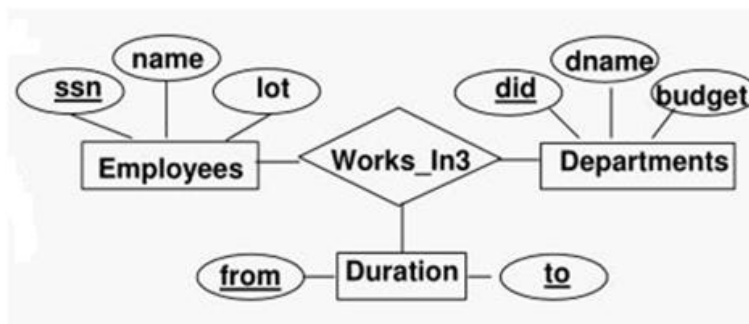 name
dname
ssn
lot
did
budget
Employees
Works_In3
Departments
from
Duration
to